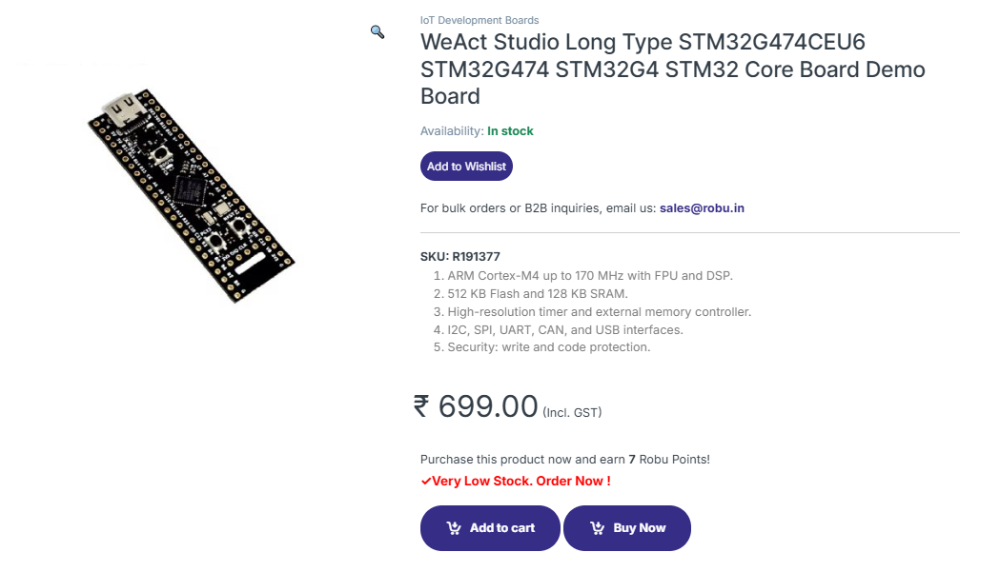 IoT Development Boards
WeAct Studio Long Type STM32G474CEU6
STM32G474 STM32G4 STM32 Core Board Demo
Board
Availability: In stock
Add to Wishlist
For bulk orders or B2B inquiries, email us: sales@robu.in
SKU: R191377
1. ARM Cortex-M4 up to 170 MHz with FPU and DSP.
2. 512 KB Flash and 128 KB SRAM.
3. High-resolution timer and external memory controller.
4. I2C, SPI, UART, CAN, and USB interfaces.
5. Security: write and code protection.
₹ 699.00 (Incl. GST)
Purchase this product now and earn 7 Robu Points!
✓Very Low Stock. Order Now !
Add to cart
Buy Now